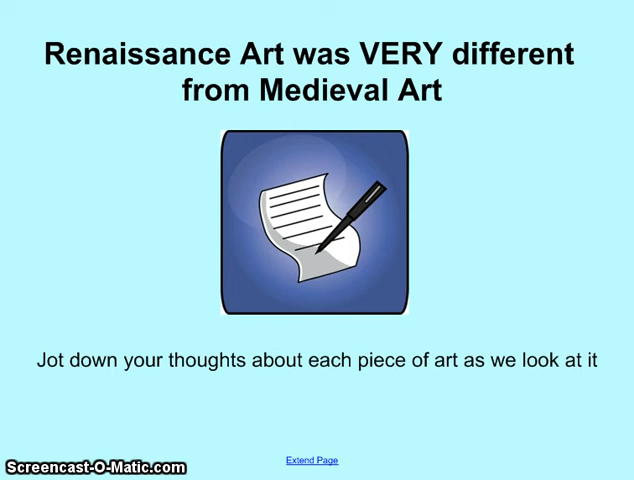 Renaissance Art was VERY different
from Medieval Art
Jot down your thoughts about each piece of art as we look at it
Extend Page
Screencast-O-Matic.com